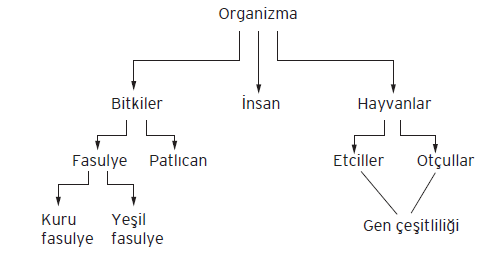 Organizma
Bitkiler İnsan Hayvanlar
Fasulye Patlıcan Etciller Otçullar
Kuru Yeşil
fasulye fasulye
Gen çeşitliliği